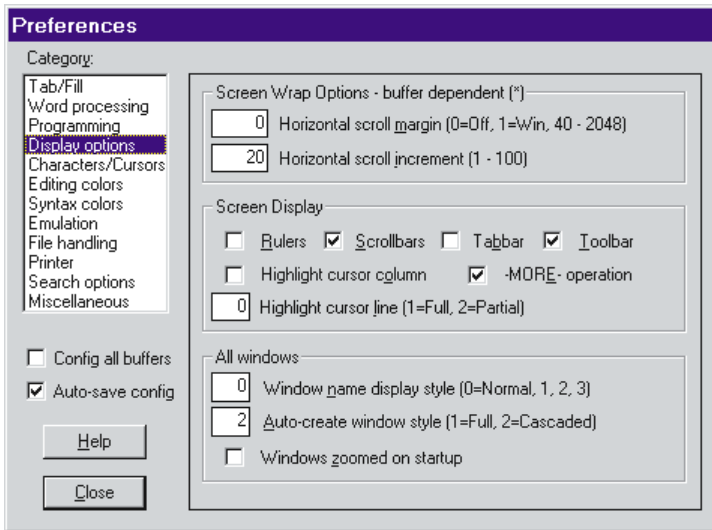 Preferences
Category:
Tab/Fill
Word processing
Programming
Display options
Characters/Cursors
Editing colors
Syntax colors
Emulation
File handling
Printer
Search options
Miscellaneous
Config all buffers
Auto-save config
Help
Close
Screen Wrap Options - buffer dependent (*)
0 Horizontal scroll margin (0=Off, 1=Win, 40 - 2048)
20 Horizontal scroll increment (1 - 100)
Screen Display
Rulers Scrollbars Tabbar Toolbar
Highlight cursor column -MORE- operation
0 Highlight cursor line (1=Full, 2=Partial)
All windows
0 Window name display style (0=Normal, 1, 2, 3)
2 Auto-create window style (1=Full, 2=Cascaded)
Windows zoomed on startup